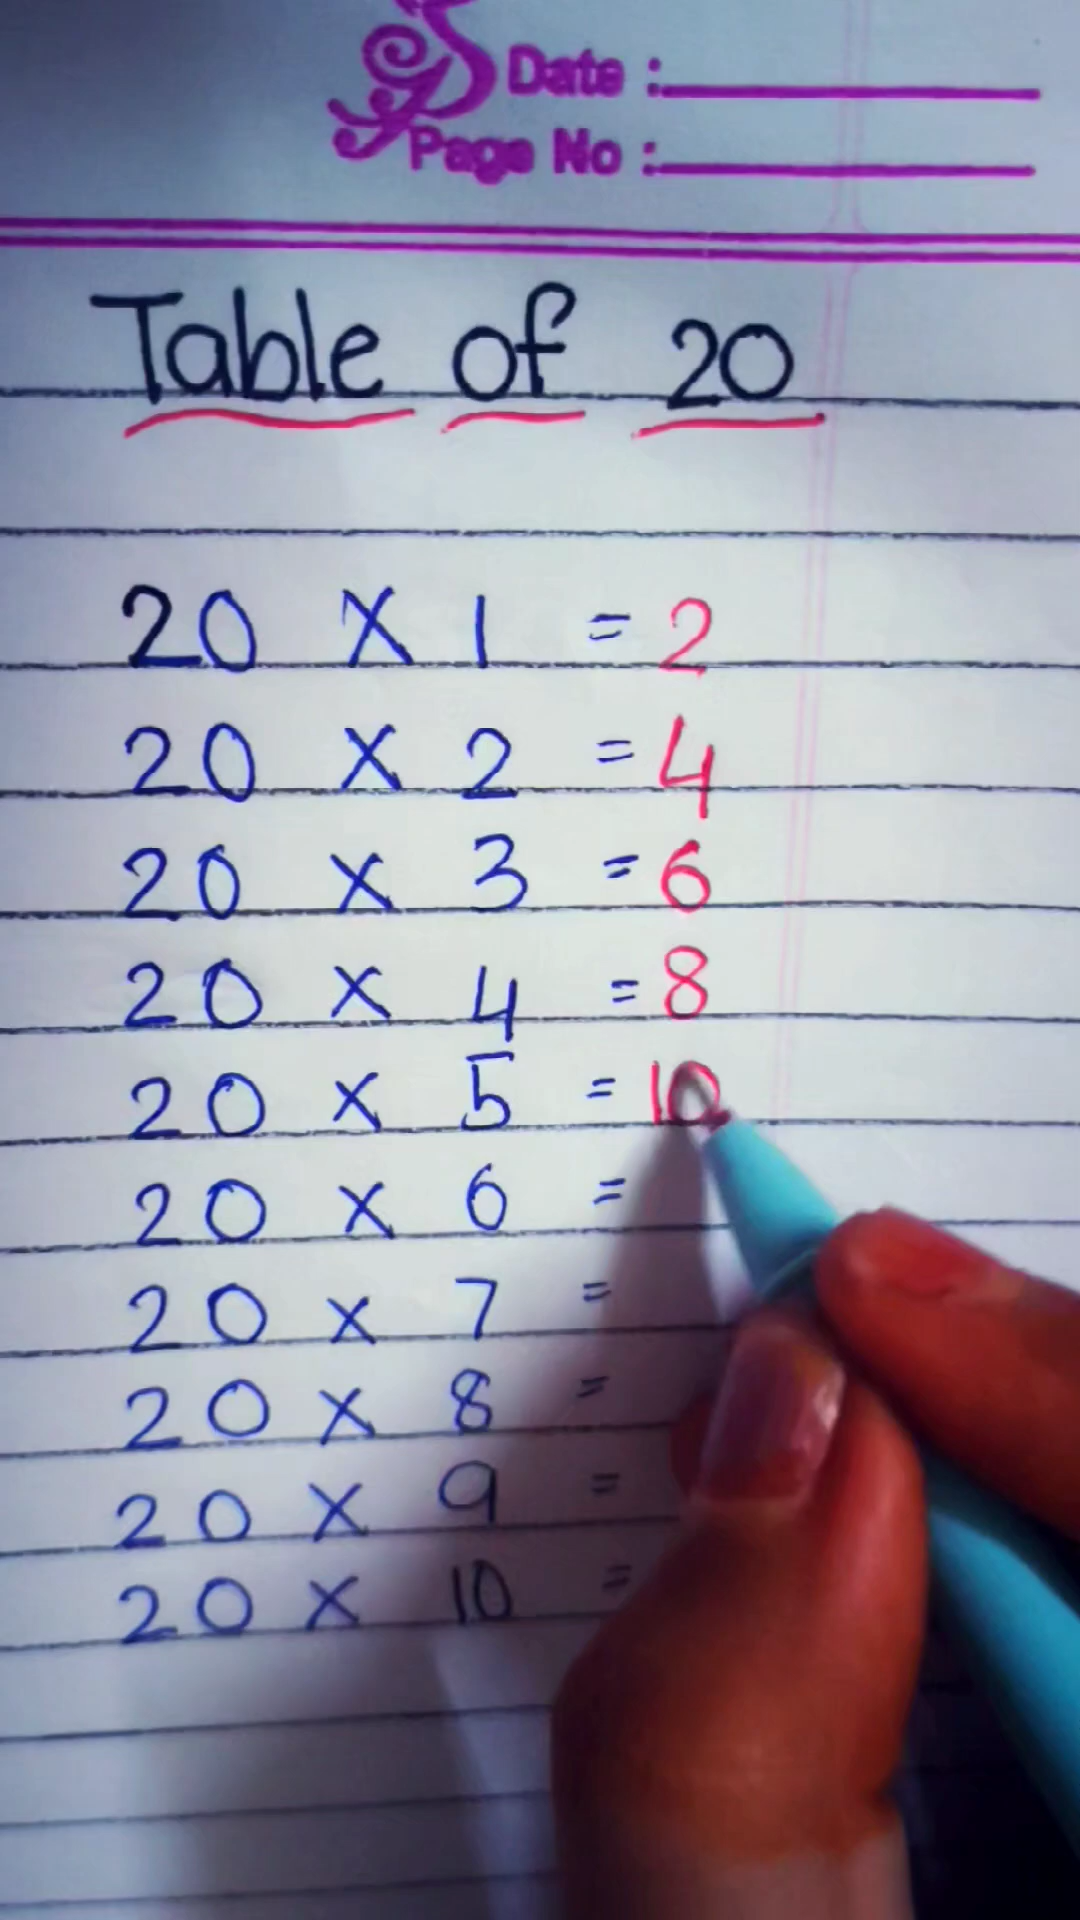 Date :
Page No :
Table of 20
20 X 1 = 2
20 X 2 = 4
20 X 3 = 6
20 X 4 = 8
20 X 5 = 10
20 X 6 =
20 X 7 =
20 X 8 =
20 X 9 =
20 X 10 =